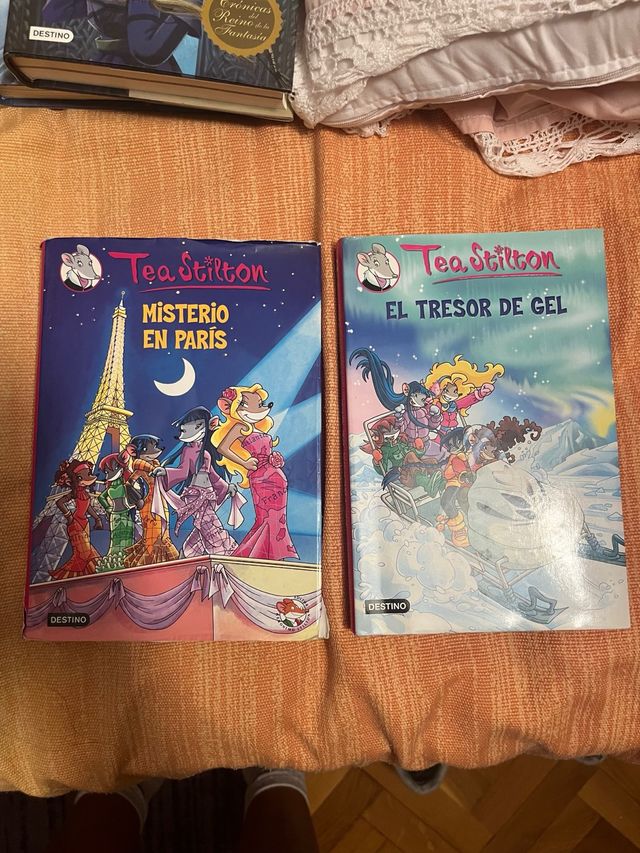 DESTINO
Crónicas
del
Reino de la
Fantasía
Tea Stilton
MISTERIO
EN PARÍS
DESTINO
Tea Stilton
EL TRESOR DE GEL
DESTINO